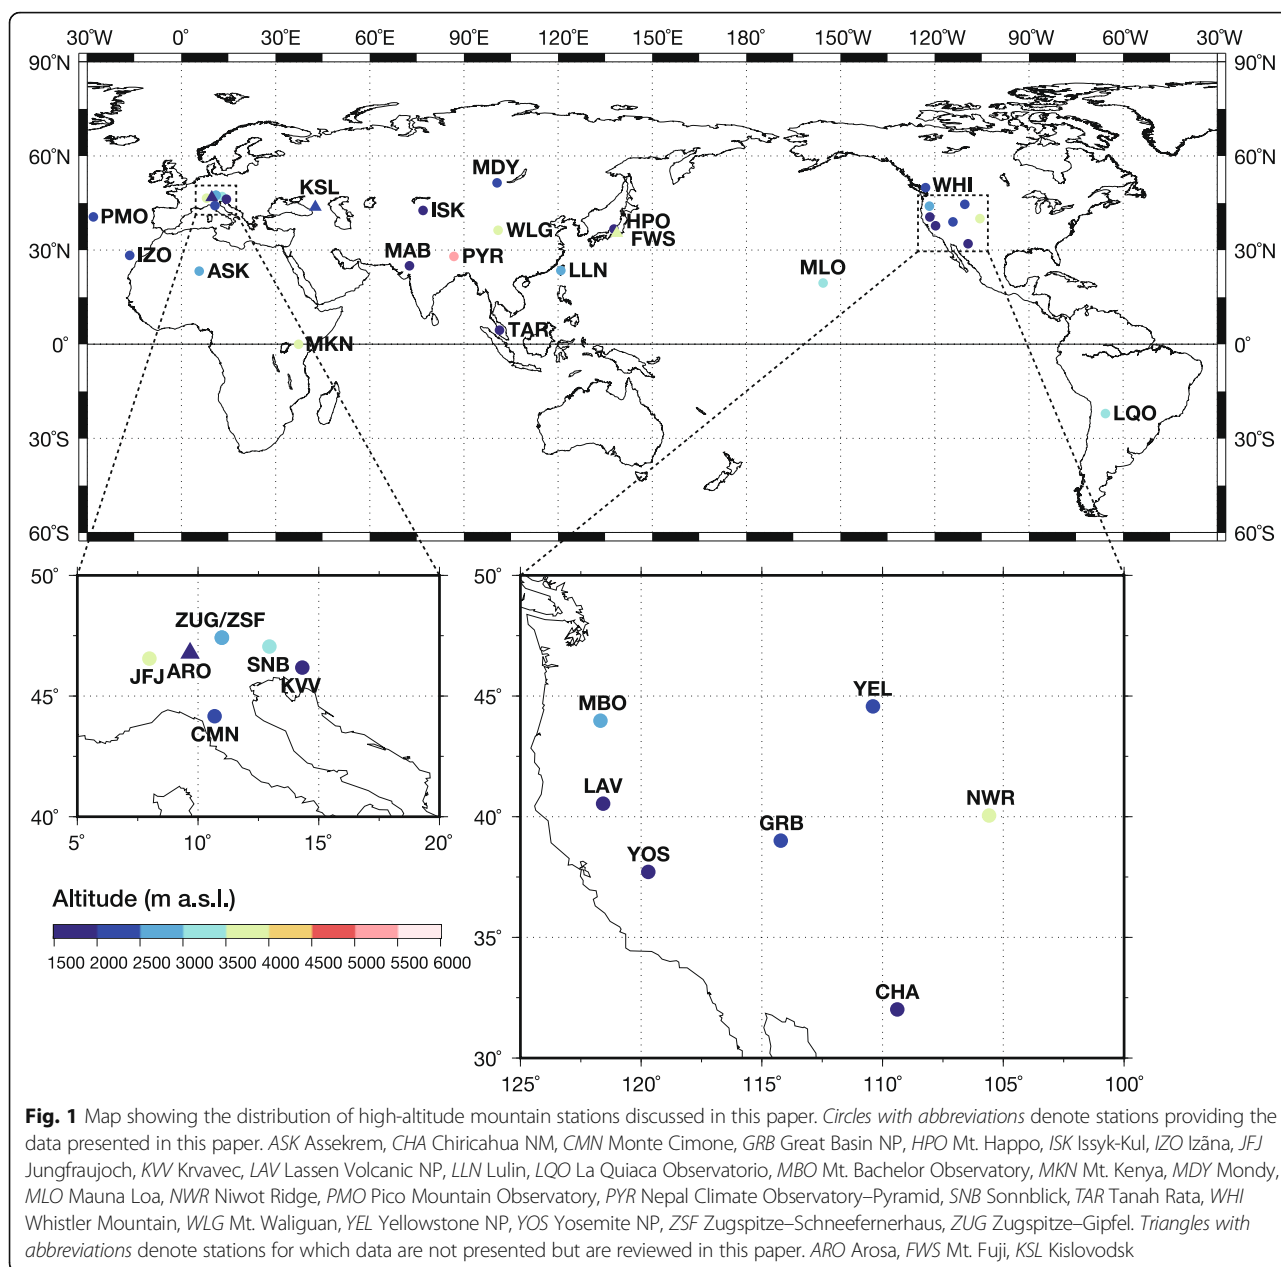 30°W 0° 30°E 60°E 90°E 120°E 150°E 180° 150°W 120°W 90°W 60°W 30°W
90°N 90°N
60°N 60°N
MDY
KSL WHI
PMO ISK HPO
WLG FWS
30°N 30°N
IZO MAB PYR
ASK LLN MLO
TAR
0° MKN 0°
LQO
30°S 30°S
60°S 60°S
50° 50°
ZUG/ZSF
JFJ ARO SNB KVV
45° 45°
CMN
40°
5° 10° 15° 20°
YEL
MBO
LAV NWR
40°
GRB
YOS
35°
CHA
30°
125° 120° 115° 110° 105° 100°
Altitude (m a.s.l.)
1500 2000 2500 3000 3500 4000 4500 5000 5500 6000
Fig. 1 Map showing the distribution of high-altitude mountain stations discussed in this paper. Circles with abbreviations denote stations providing the
data presented in this paper. ASK Assekrem, CHA Chiricahua NM, CMN Monte Cimone, GRB Great Basin NP, HPO Mt. Happo, ISK Issyk-Kul, IZO Izāna, JFJ
Jungfraujoch, KVV Krvavec, LAV Lassen Volcanic NP, LLN Lulin, LQO La Quiaca Observatorio, MBO Mt. Bachelor Observatory, MKN Mt. Kenya, MDY Mondy,
MLO Mauna Loa, NWR Niwot Ridge, PMO Pico Mountain Observatory, PYR Nepal Climate Observatory–Pyramid, SNB Sonnblick, TAR Tanah Rata, WHI
Whistler Mountain, WLG Mt. Waliguan, YEL Yellowstone NP, YOS Yosemite NP, ZSF Zugspitze–Schneefernerhaus, ZUG Zugspitze–Gipfel. Triangles with
abbreviations denote stations for which data are not presented but are reviewed in this paper. ARO Arosa, FWS Mt. Fuji, KSL Kislovodsk